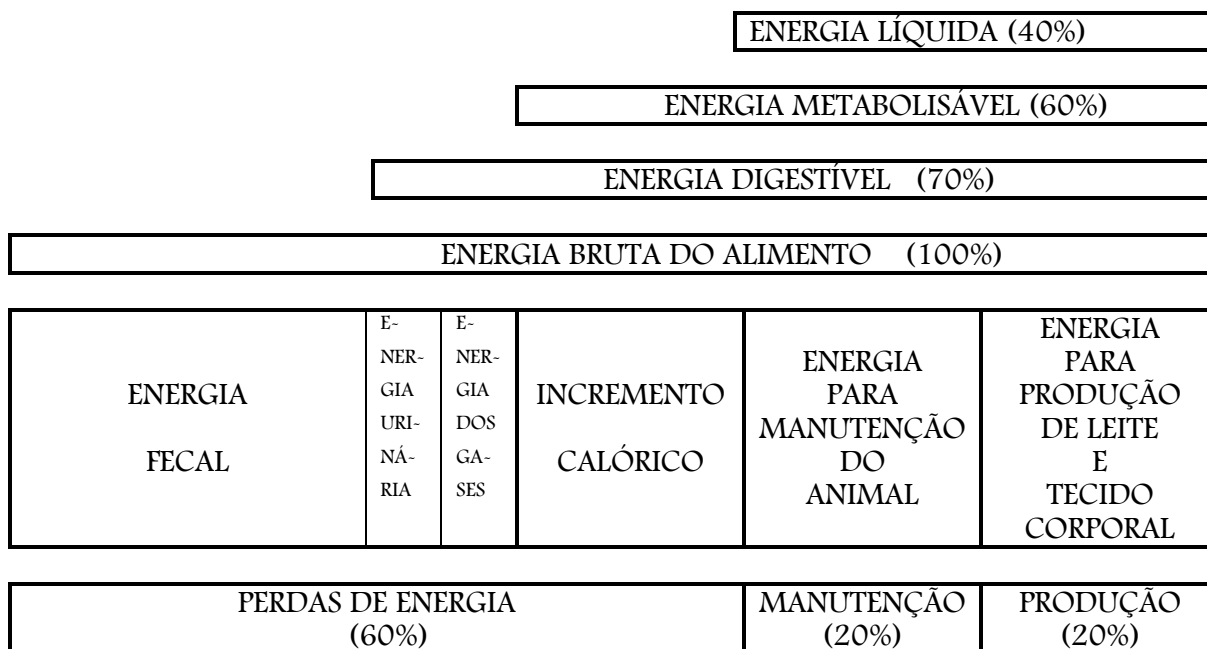 ENERGIA LÍQUIDA (40%)
ENERGIA METABOLISÁVEL (60%)
ENERGIA DIGESTÍVEL (70%)
ENERGIA BRUTA DO ALIMENTO (100%)
ENERGIA
FECAL
E~
NER~
GIA
URI~
NÁ~
RIA
E~
NER~
GIA
DOS
GA~
SES
INCREMENTO
CALÓRICO
ENERGIA
PARA
MANUTENÇÃO
DO
ANIMAL
ENERGIA
PARA
PRODUÇÃO
DE LEITE
E
TECIDO
CORPORAL
PERDAS DE ENERGIA
(60%)
MANUTENÇÃO
(20%)
PRODUÇÃO
(20%)